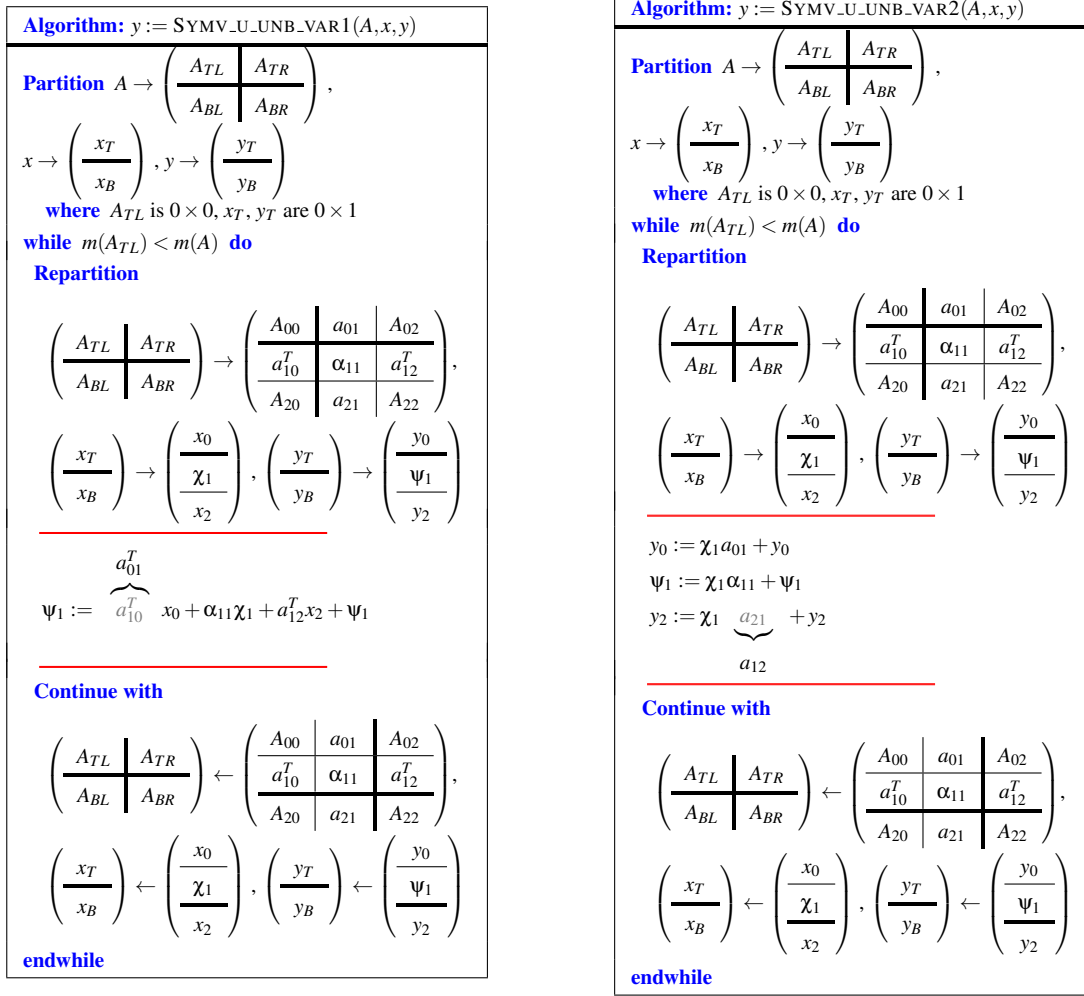 Algorithm: y := SYMV_U_UNB_VAR1(A,x,y)
Partition A → ( A_TL A_TR
A_BL A_BR ) ,
x → ( x_T
x_B ) , y → ( y_T
y_B )
where A_TL is 0 × 0, x_T, y_T are 0 × 1
while m(A_TL) < m(A) do
Repartition
( A_TL A_TR
A_BL A_BR ) → ( A_00 a_01 A_02
a_10^T α_11 a_12^T
A_20 a_21 A_22 ),
( x_T
x_B ) → ( x_0
χ_1
x_2 ) , ( y_T
y_B ) → ( y_0
ψ_1
y_2 )
a_01^T
ψ_1 := a_10^T x_0 + α_11χ_1 + a_12^T x_2 + ψ_1
Continue with
( A_TL A_TR
A_BL A_BR ) ← ( A_00 a_01 A_02
a_10^T α_11 a_12^T
A_20 a_21 A_22 ),
( x_T
x_B ) ← ( x_0
χ_1
x_2 ) , ( y_T
y_B ) ← ( y_0
ψ_1
y_2 )
endwhile
Algorithm: y := SYMV_U_UNB_VAR2(A,x,y)
Partition A → ( A_TL A_TR
A_BL A_BR ) ,
x → ( x_T
x_B ) , y → ( y_T
y_B )
where A_TL is 0 × 0, x_T, y_T are 0 × 1
while m(A_TL) < m(A) do
Repartition
( A_TL A_TR
A_BL A_BR ) → ( A_00 a_01 A_02
a_10^T α_11 a_12^T
A_20 a_21 A_22 ),
( x_T
x_B ) → ( x_0
χ_1
x_2 ) , ( y_T
y_B ) → ( y_0
ψ_1
y_2 )
y_0 := χ_1a_01 + y_0
ψ_1 := χ_1α_11 + ψ_1
y_2 := χ_1 a_21 + y_2
a_12
Continue with
( A_TL A_TR
A_BL A_BR ) ← ( A_00 a_01 A_02
a_10^T α_11 a_12^T
A_20 a_21 A_22 ),
( x_T
x_B ) ← ( x_0
χ_1
x_2 ) , ( y_T
y_B ) ← ( y_0
ψ_1
y_2 )
endwhile